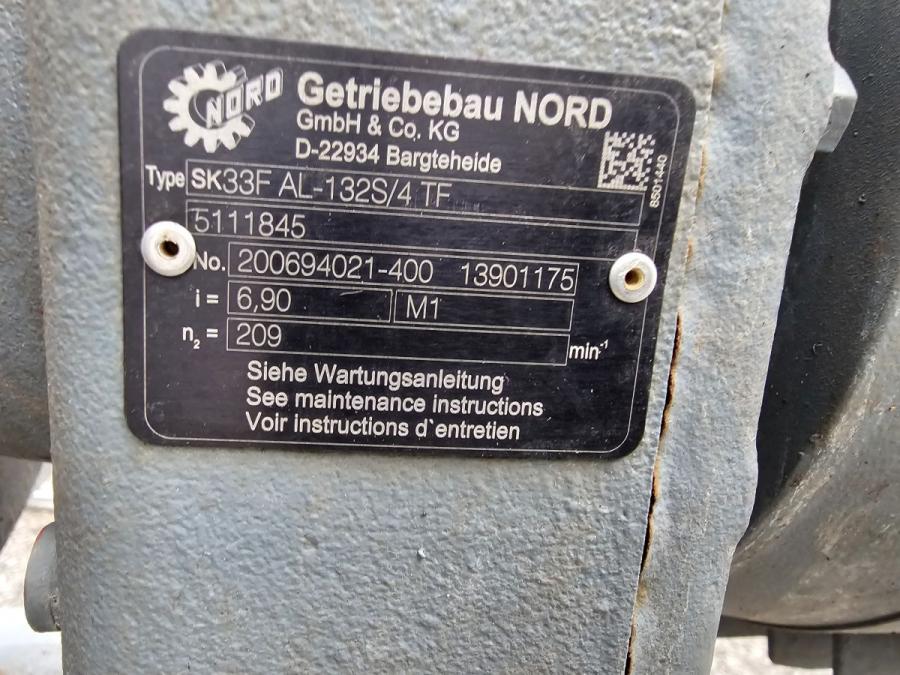 NORD
Getriebebau NORD
GmbH & Co. KG
D-22934 Bargteheide
6501440
Type SK33F AL-132S/4 TF
5111845
No. 200694021-400 13901175
i = 6,90 M1
n₂ = 209 min⁻¹
Siehe Wartungsanleitung
See maintenance instructions
Voir instructions d`entretien